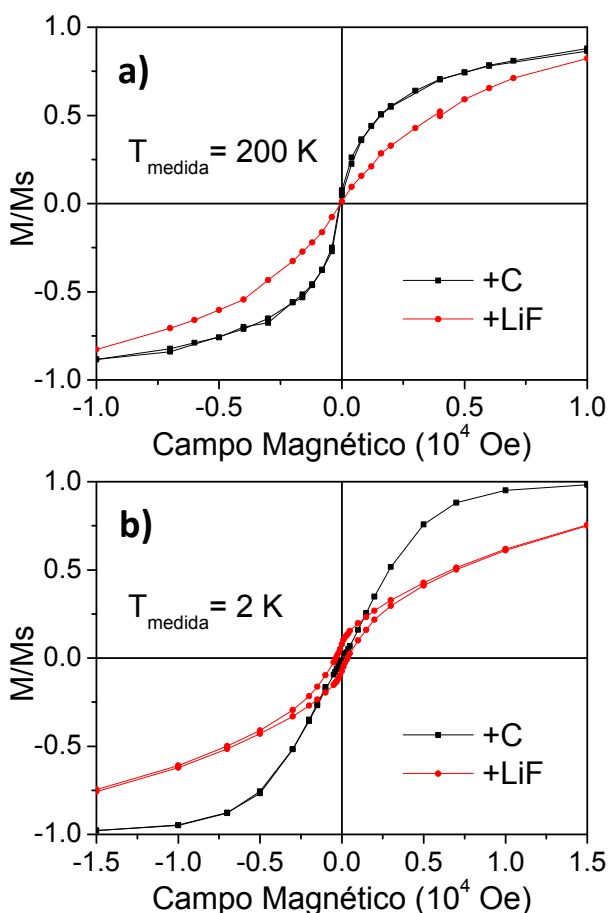 1.0
a)
0.5
T_medida = 200 K
M/Ms
0.0
+C
-0.5
+LiF
-1.0
-1.0 -0.5 0.0 0.5 1.0
Campo Magnético (10^4 Oe)
1.0
b)
0.5
T_medida = 2 K
M/Ms
0.0
-0.5
+C
+LiF
-1.0
-1.5 -1.0 -0.5 0.0 0.5 1.0 1.5
Campo Magnético (10^4 Oe)